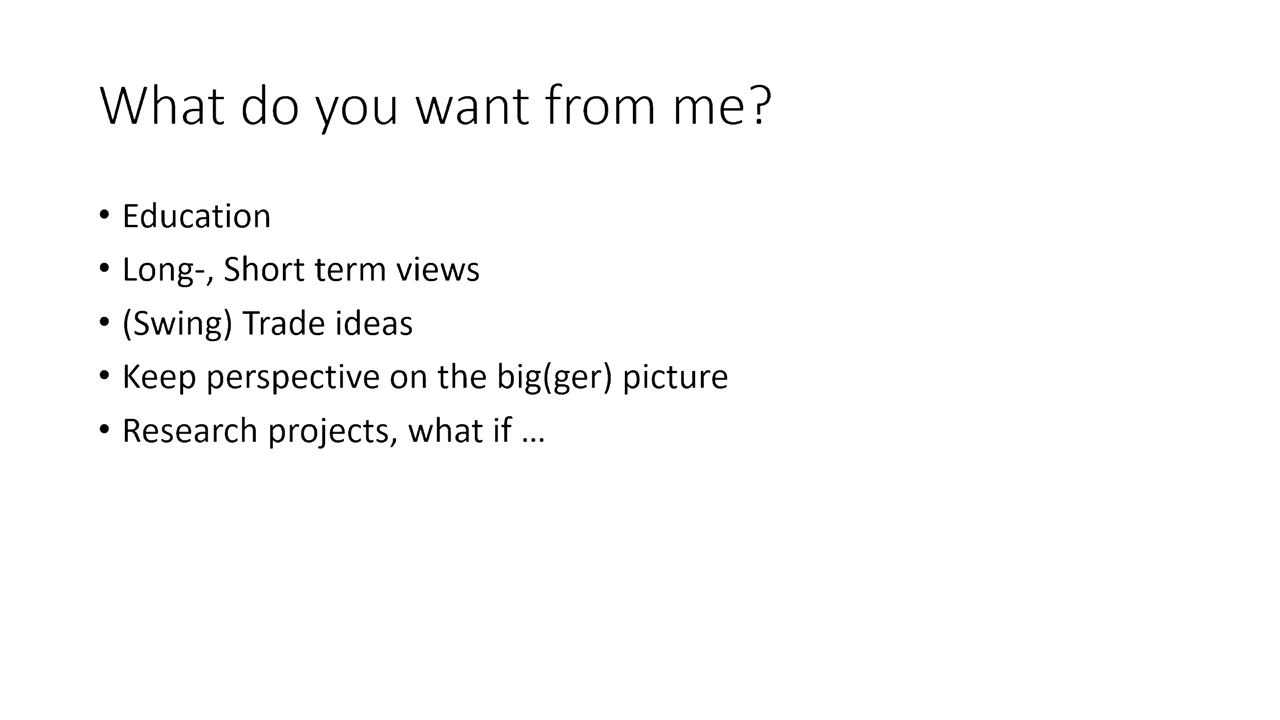 What do you want from me?
• Education
• Long-, Short term views
• (Swing) Trade ideas
• Keep perspective on the big(ger) picture
• Research projects, what if …